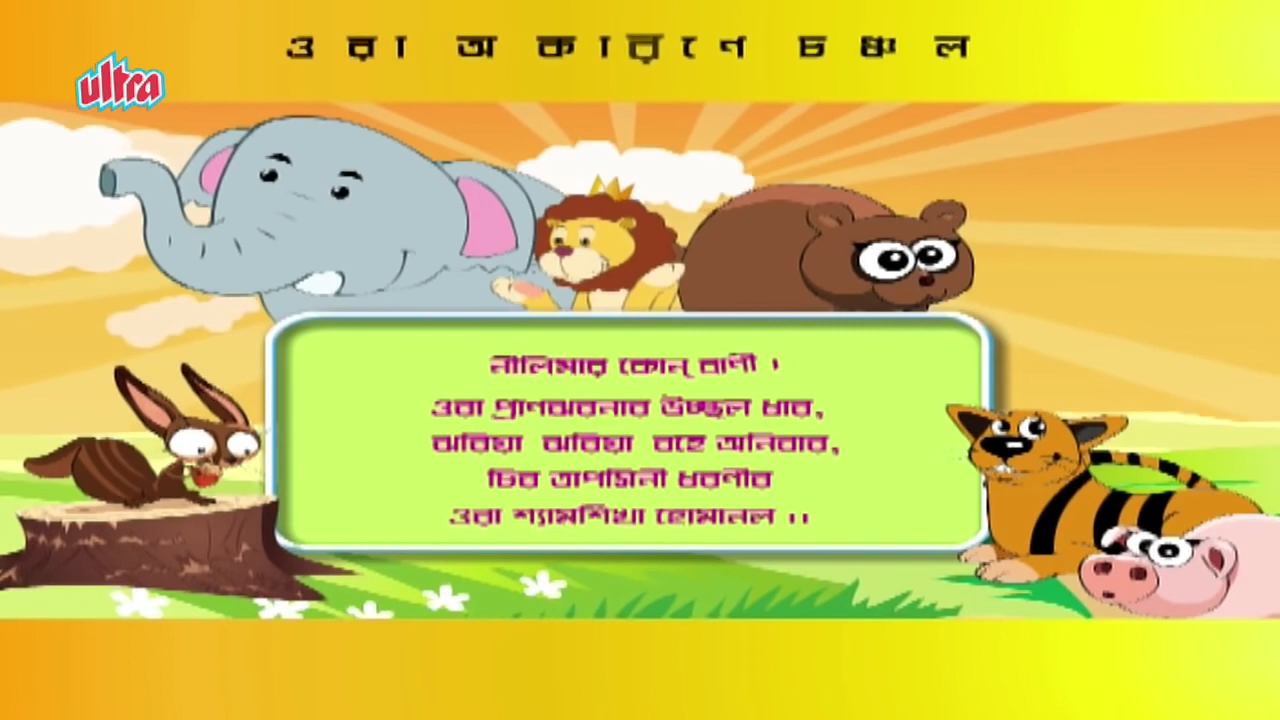 ওরা অকারণে চঞ্চল
ultra
নীলিমার কোন্ বাণী ।
ওরা প্রাণঝরনার উচ্ছল ধার,
ঝরিয়া ঝরিয়া বহে অনিবার,
চির তাপসিনী ধরণীর
ওরা শ্যামশিখা হোমানল ।।